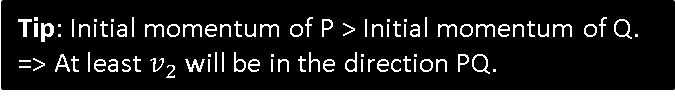 Tip: Initial momentum of P > Initial momentum of Q.
=> At least 𝑣₂ will be in the direction PQ.